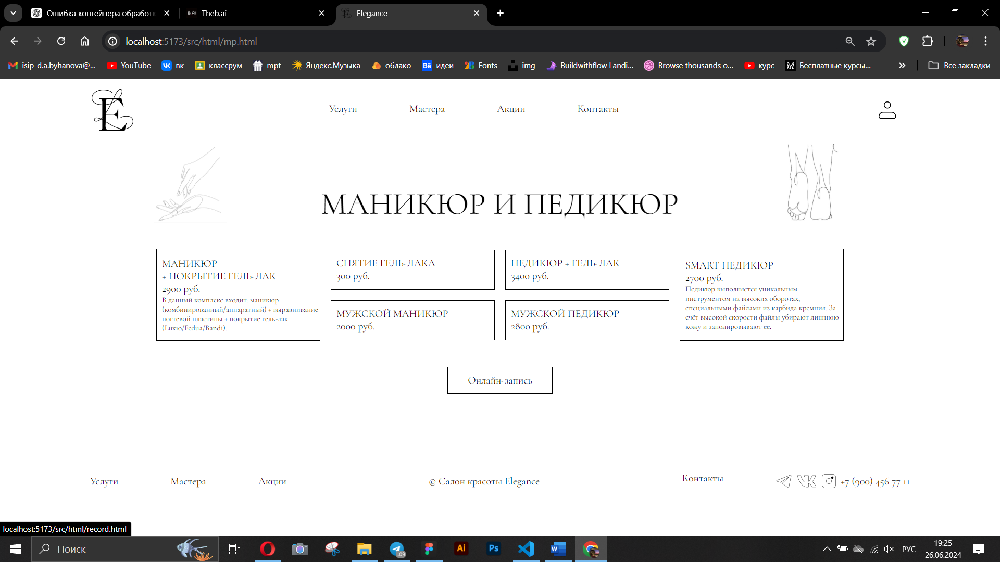 Ошибка контейнера обработк
B AI
Theb.ai
Elegance
localhost:5173/src/html/mp.html
isip_d.a.byhanova@...
YouTube
вк
классрум
mpt
Яндекс.Музыка
облако
Bē
идеи
Fonts
img
Buildwithflow Landi...
Browse thousands o...
курс
Бесплатные курсы...
»
Все закладки
E
Услуги
Мастера
Акции
Контакты
МАНИКЮР И ПЕДИКЮР
МАНИКЮР
+ ПОКРЫТИЕ ГЕЛЬ-ЛАК
2900 руб.
В данный комплекс входит: маникюр
(комбинированный/аппаратный) + выравнивание
ногтевой пластины + покрытие гель-лак
(Luxio/Fedua/Bandi).
СНЯТИЕ ГЕЛЬ-ЛАКА
300 руб.
МУЖСКОЙ МАНИКЮР
2000 руб.
ПЕДИКЮР + ГЕЛЬ-ЛАК
3400 руб.
МУЖСКОЙ ПЕДИКЮР
2800 руб.
SMART ПЕДИКЮР
2700 руб.
Педикюр выполняется уникальным
инструментом на высоких оборотах,
специальными файлами из карбида кремния. За
счёт высокой скорости файлы убирают лишнюю
кожу и заполировывают ее.
Онлайн-запись
Услуги
Мастера
Акции
© Салон красоты Elegance
Контакты
+7 (900) 456 77 11
localhost:5173/src/html/record.html
Поиск
..09
Ai
Ps
W
РУС
19:25
26.06.2024